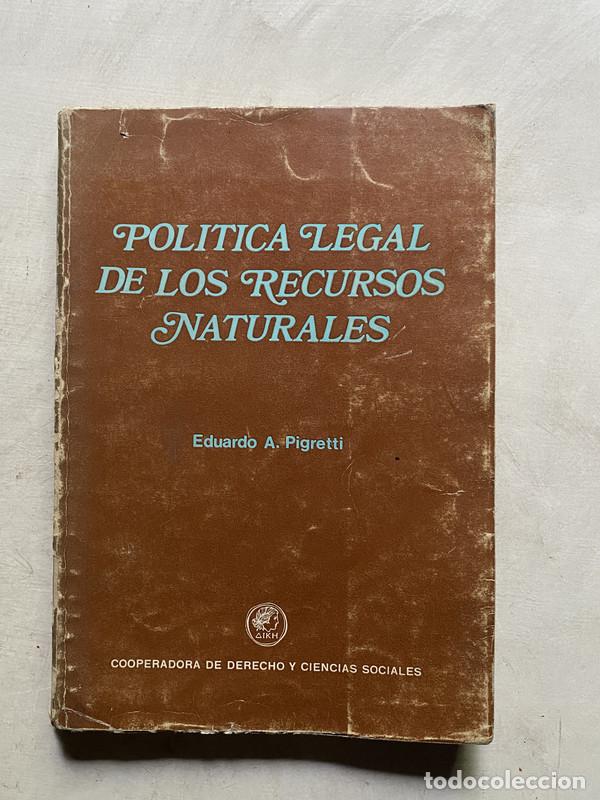 POLITICA LEGAL
DE LOS RECURSOS
NATURALES
Eduardo A. Pigretti
ΔΙΚΗ
COOPERADORA DE DERECHO Y CIENCIAS SOCIALES
todocoleccion